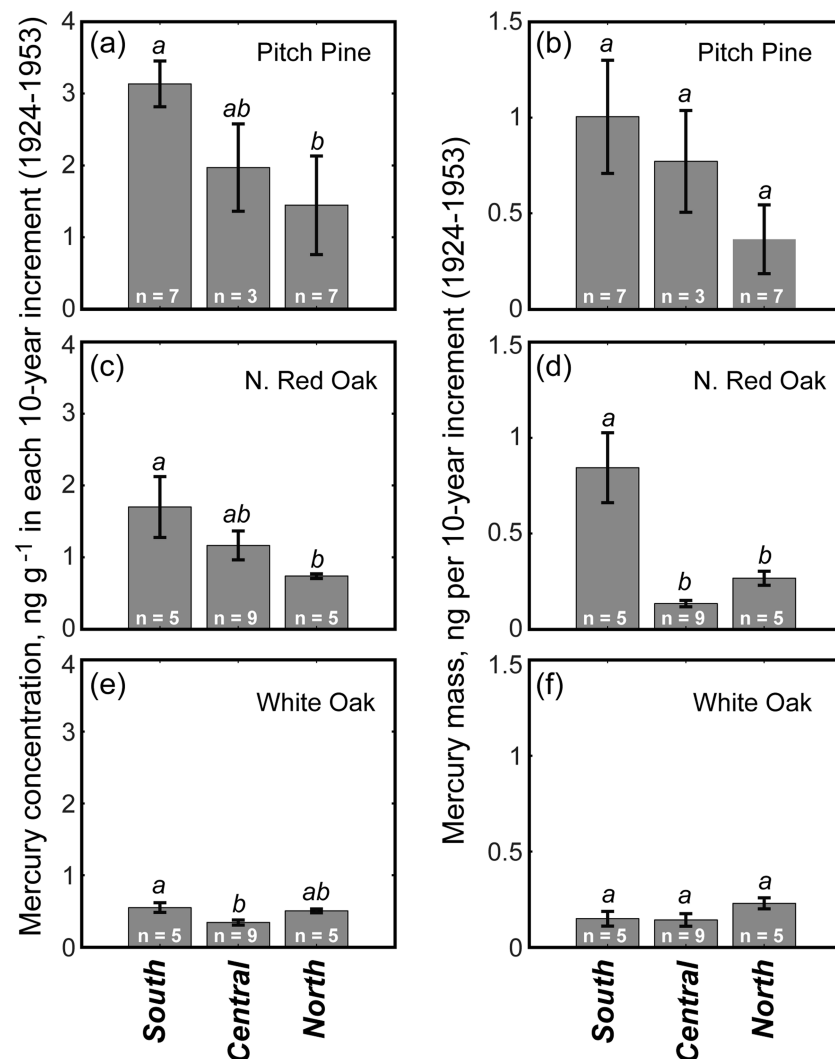 Mercury concentration, ng g⁻¹ in each 10-year increment (1924-1953)
(a)
Pitch Pine
4
3
2
1
0
a
ab
b
n = 7
n = 3
n = 7
Mercury mass, ng per 10-year increment (1924-1953)
(b)
Pitch Pine
1.5
1
0.5
0
a
a
a
n = 7
n = 3
n = 7
(c)
N. Red Oak
4
3
2
1
0
a
ab
b
n = 5
n = 9
n = 5
(d)
N. Red Oak
1.5
1
0.5
0
a
b
b
n = 5
n = 9
n = 5
(e)
White Oak
4
3
2
1
0
a
b
ab
n = 5
n = 9
n = 5
South
Central
North
(f)
White Oak
1.5
1
0.5
0
a
a
a
n = 5
n = 9
n = 5
South
Central
North